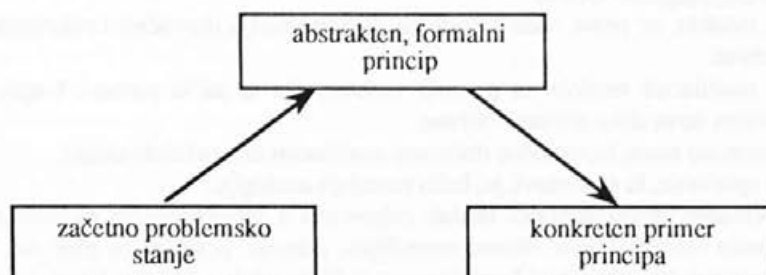 abstrakten, formalni
princip
začetno problemsko
stanje
konkreten primer
principa